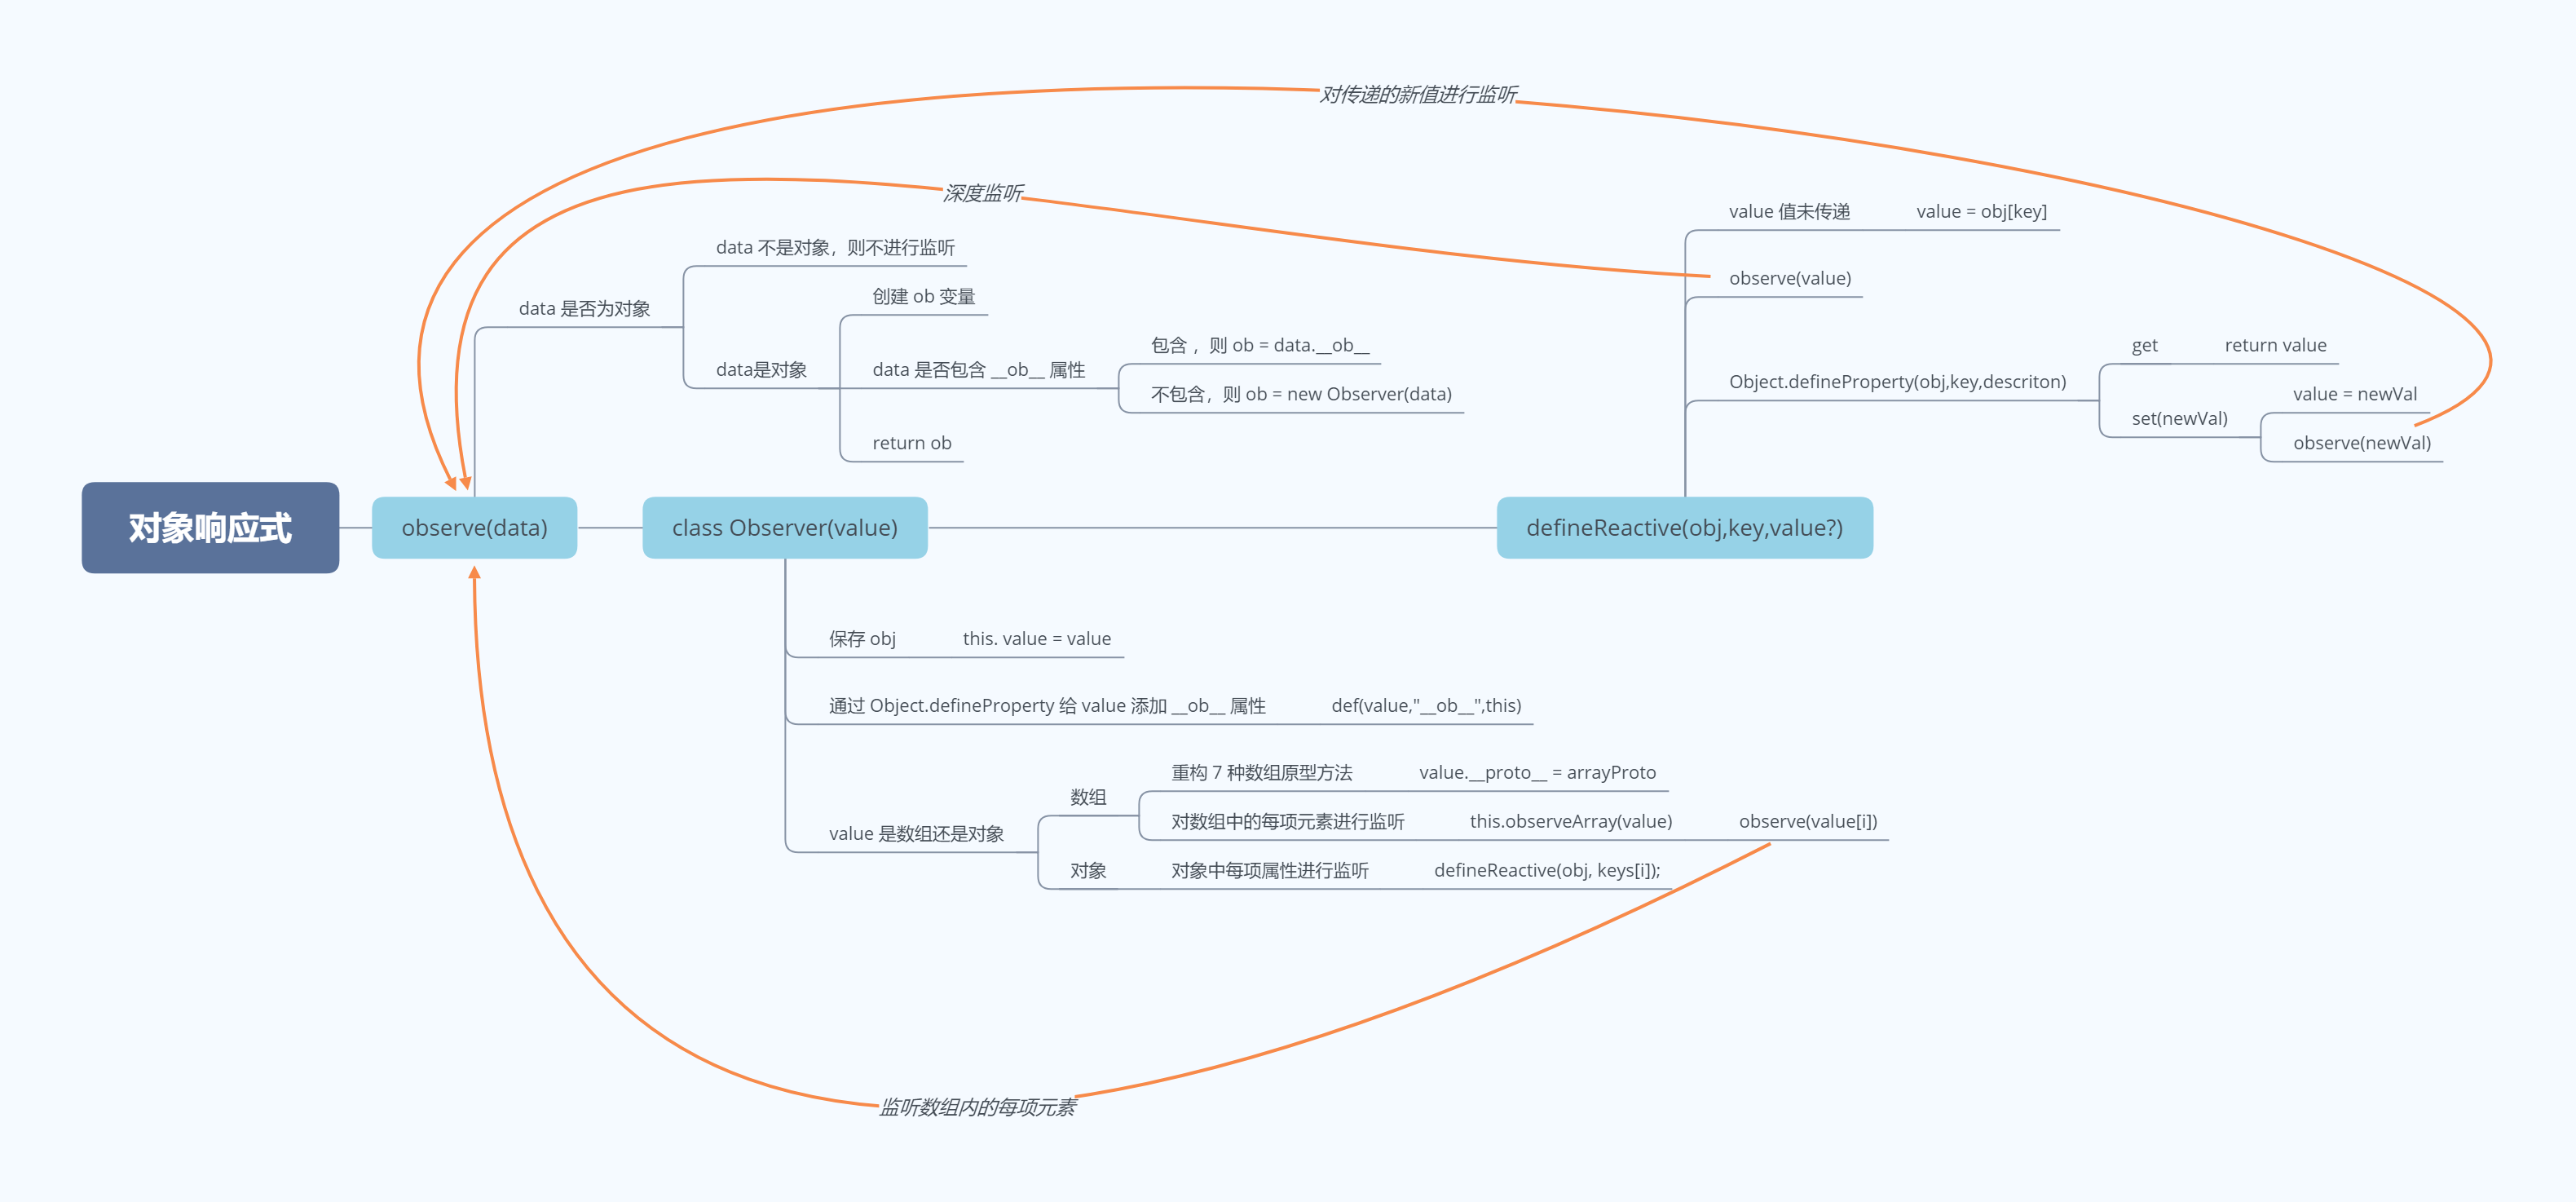 对传递的新值进行监听
深度监听
value 值未传递
value = obj[key]
data 不是对象，则不进行监听
observe(value)
创建 ob 变量
data 是否为对象
包含 ，则 ob = data.__ob__
get
return value
data是对象
data 是否包含 __ob__ 属性
Object.defineProperty(obj,key,descriton)
不包含，则 ob = new Observer(data)
value = newVal
set(newVal)
return ob
observe(newVal)
对象响应式
observe(data)
class Observer(value)
defineReactive(obj,key,value?)
保存 obj
this. value = value
通过 Object.defineProperty 给 value 添加 __ob__ 属性
def(value,"__ob__",this)
重构 7 种数组原型方法
value.__proto__ = arrayProto
数组
对数组中的每项元素进行监听
this.observeArray(value)
observe(value[i])
value 是数组还是对象
对象
对象中每项属性进行监听
defineReactive(obj, keys[i]);
监听数组内的每项元素